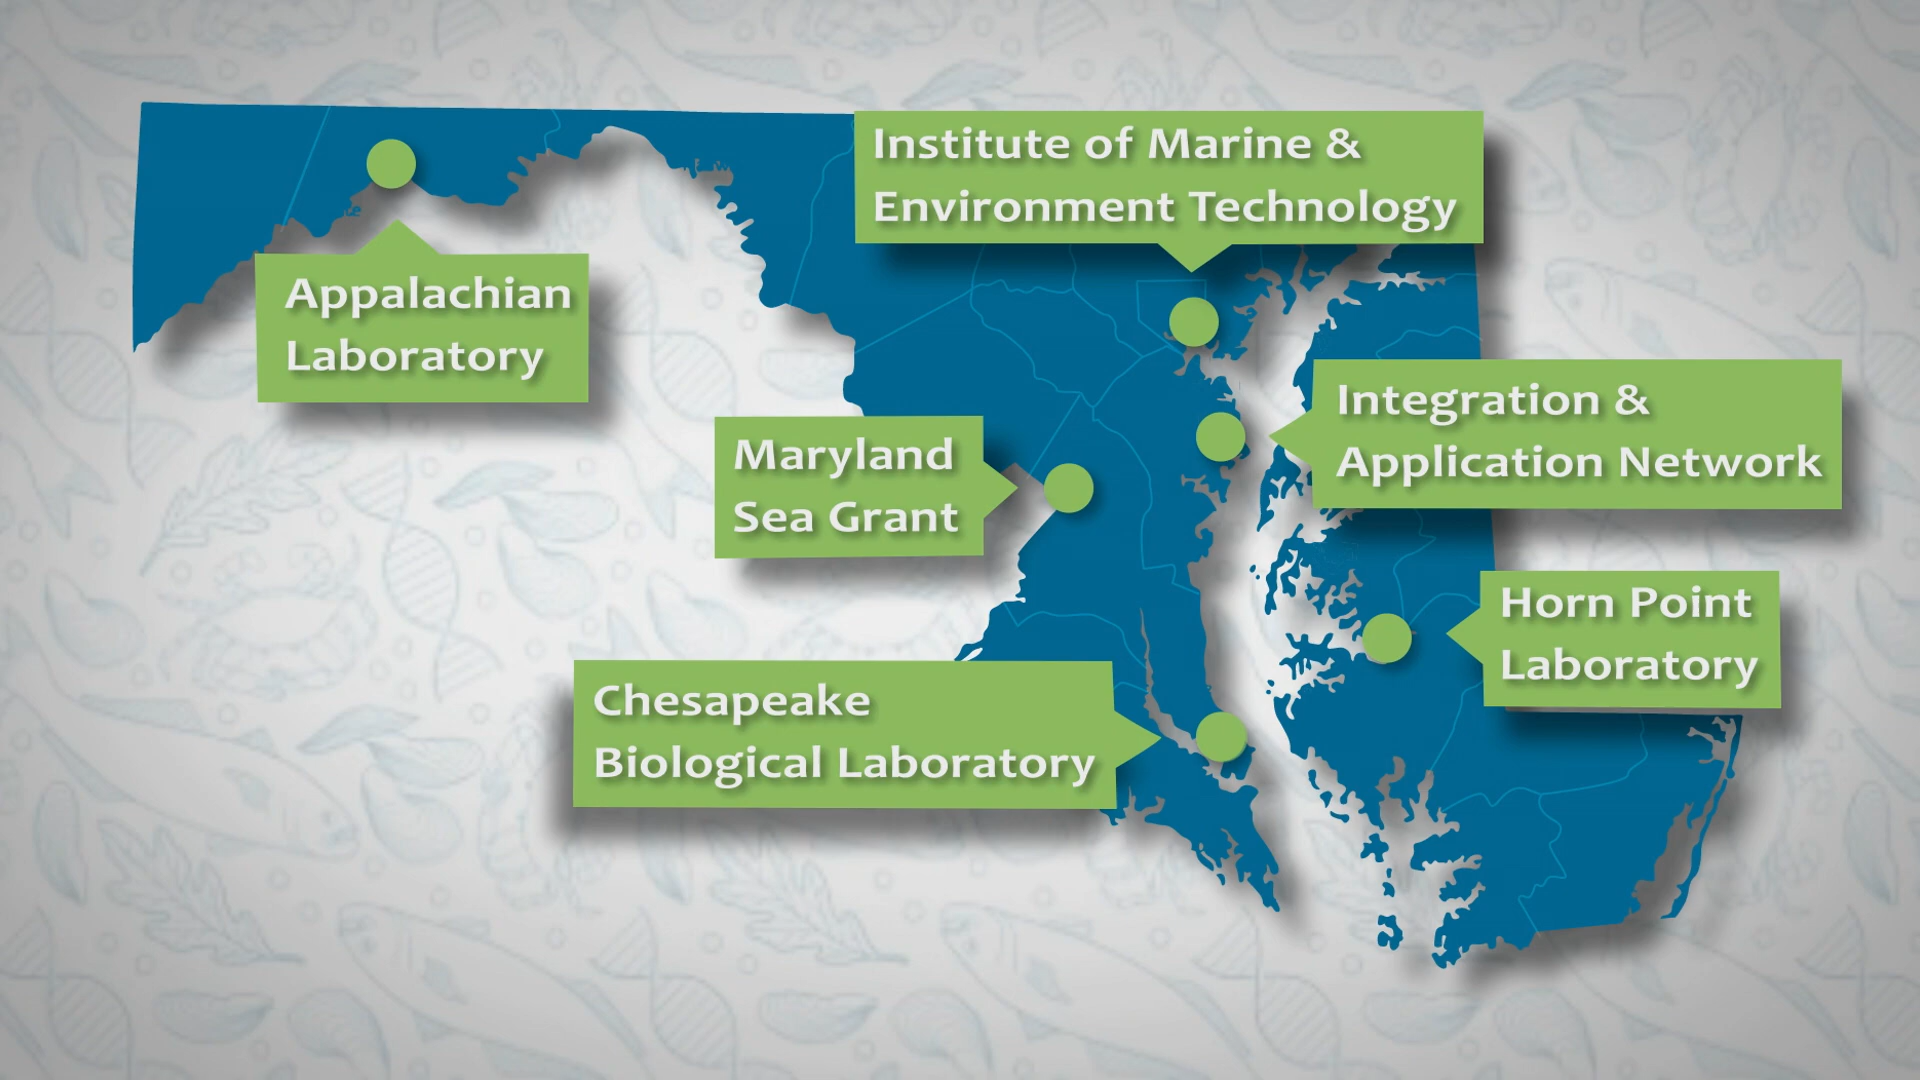 Institute of Marine &
Environment Technology
Appalachian
Laboratory
Integration &
Application Network
Maryland
Sea Grant
Horn Point
Laboratory
Chesapeake
Biological Laboratory